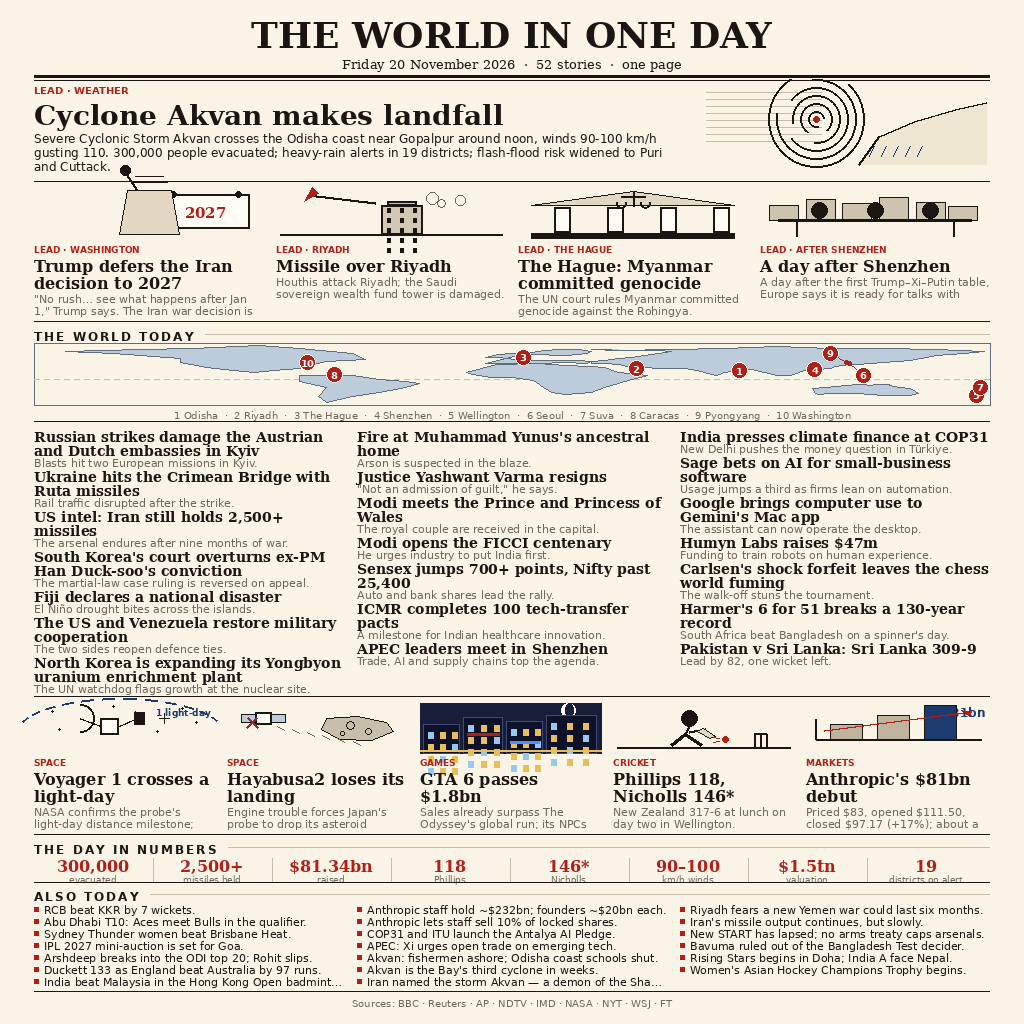 THE WORLD IN ONE DAY
Friday 20 November 2026 · 52 stories · one page
LEAD · WEATHER
Cyclone Akvan makes landfall
Severe Cyclonic Storm Akvan crosses the Odisha coast near Gopalpur around noon, winds 90-100 km/h
gusting 110. 300,000 people evacuated; heavy-rain alerts in 19 districts; flash-flood risk widened to Puri
and Cuttack.
2027
LEAD · WASHINGTON
Trump defers the Iran
decision to 2027
"No rush... see what happens after Jan
1," Trump says. The Iran war decision is
LEAD · RIYADH
Missile over Riyadh
Houthis attack Riyadh; the Saudi
sovereign wealth fund tower is damaged.
LEAD · THE HAGUE
The Hague: Myanmar
committed genocide
The UN court rules Myanmar committed
genocide against the Rohingya.
LEAD · AFTER SHENZHEN
A day after Shenzhen
A day after the first Trump–Xi–Putin table,
Europe says it is ready for talks with
THE WORLD TODAY
10
8
3
2
1
4
9
6
7
5
1 Odisha · 2 Riyadh · 3 The Hague · 4 Shenzhen · 5 Wellington · 6 Seoul · 7 Suva · 8 Caracas · 9 Pyongyang · 10 Washington
Russian strikes damage the Austrian
and Dutch embassies in Kyiv
Blasts hit two European missions in Kyiv.
Ukraine hits the Crimean Bridge with
Ruta missiles
Rail traffic disrupted after the strike.
US intel: Iran still holds 2,500+
missiles
The arsenal endures after nine months of war.
South Korea's court overturns ex-PM
Han Duck-soo's conviction
The martial-law case ruling is reversed on appeal.
Fiji declares a national disaster
El Niño drought bites across the islands.
The US and Venezuela restore military
cooperation
The two sides reopen defence ties.
North Korea is expanding its Yongbyon
uranium enrichment plant
The UN watchdog flags growth at the nuclear site.
Fire at Muhammad Yunus's ancestral
home
Arson is suspected in the blaze.
Justice Yashwant Varma resigns
"Not an admission of guilt," he says.
Modi meets the Prince and Princess of
Wales
The royal couple are received in the capital.
Modi opens the FICCI centenary
He urges industry to put India first.
Sensex jumps 700+ points, Nifty past
25,400
Auto and bank shares lead the rally.
ICMR completes 100 tech-transfer
pacts
A milestone for Indian healthcare innovation.
APEC leaders meet in Shenzhen
Trade, AI and supply chains top the agenda.
India presses climate finance at COP31
New Delhi pushes the money question in Türkiye.
Sage bets on AI for small-business
software
Usage jumps a third as firms lean on automation.
Google brings computer use to
Gemini's Mac app
The assistant can now operate the desktop.
Humyn Labs raises $47m
Funding to train robots on human experience.
Carlsen's shock forfeit leaves the chess
world fuming
The walk-off stuns the tournament.
Harmer's 6 for 51 breaks a 130-year
record
South Africa beat Bangladesh on a spinner's day.
Pakistan v Sri Lanka: Sri Lanka 309-9
Lead by 82, one wicket left.
1 light-day
SPACE
Voyager 1 crosses a
light-day
NASA confirms the probe's
light-day distance milestone;
SPACE
Hayabusa2 loses its
landing
Engine trouble forces Japan's
probe to drop its asteroid
GAMES
GTA 6 passes
$1.8bn
Sales already surpass The
Odyssey's global run; its NPCs
CRICKET
Phillips 118,
Nicholls 146*
New Zealand 317-6 at lunch on
day two in Wellington.
MARKETS
Anthropic's $81bn
debut
Priced $83, opened $111.50,
closed $97.17 (+17%); about a
THE DAY IN NUMBERS
300,000
evacuated
2,500+
missiles held
$81.34bn
raised
118
Phillips
146*
Nicholls
90–100
km/h winds
$1.5tn
valuation
19
districts on alert
ALSO TODAY
RCB beat KKR by 7 wickets.
Abu Dhabi T10: Aces meet Bulls in the qualifier.
Sydney Thunder women beat Brisbane Heat.
IPL 2027 mini-auction is set for Goa.
Arshdeep breaks into the ODI top 20; Rohit slips.
Duckett 133 as England beat Australia by 97 runs.
India beat Malaysia in the Hong Kong Open badmint...
Anthropic staff hold ~$232bn; founders ~$20bn each.
Anthropic lets staff sell 10% of locked shares.
COP31 and ITU launch the Antalya AI Pledge.
APEC: Xi urges open trade on emerging tech.
Akvan: fishermen ashore; Odisha coast schools shut.
Akvan is the Bay's third cyclone in weeks.
Iran named the storm Akvan — a demon of the Sha...
Riyadh fears a new Yemen war could last six months.
Iran's missile output continues, but slowly.
New START has lapsed; no arms treaty caps arsenals.
Bavuma ruled out of the Bangladesh Test decider.
Rising Stars begins in Doha; India A face Nepal.
Women's Asian Hockey Champions Trophy begins.
Sources: BBC · Reuters · AP · NDTV · IMD · NASA · NYT · WSJ · FT